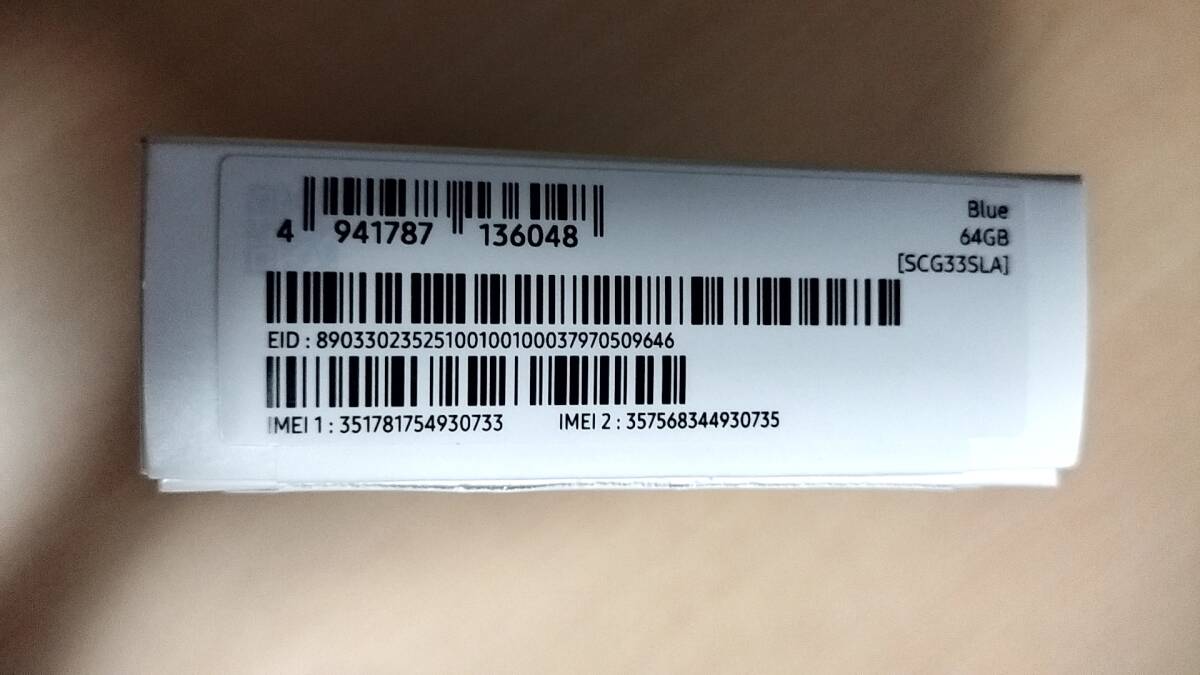 4 941787 136048
Blue
64GB
[SCG33SLA]
EID : 89033023525100100100037970509646
IMEI 1 : 351781754930733 IMEI 2 : 357568344930735